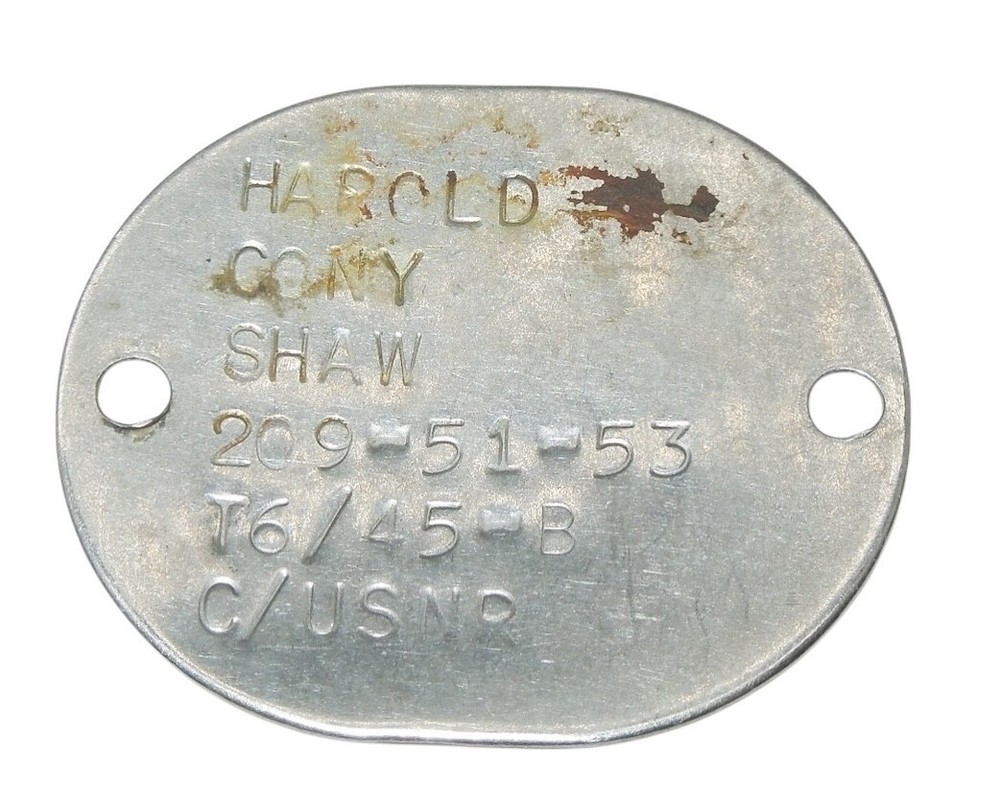 HAROLD
CONY
SHAW
209-51-53
T6/45-B
C/USNR